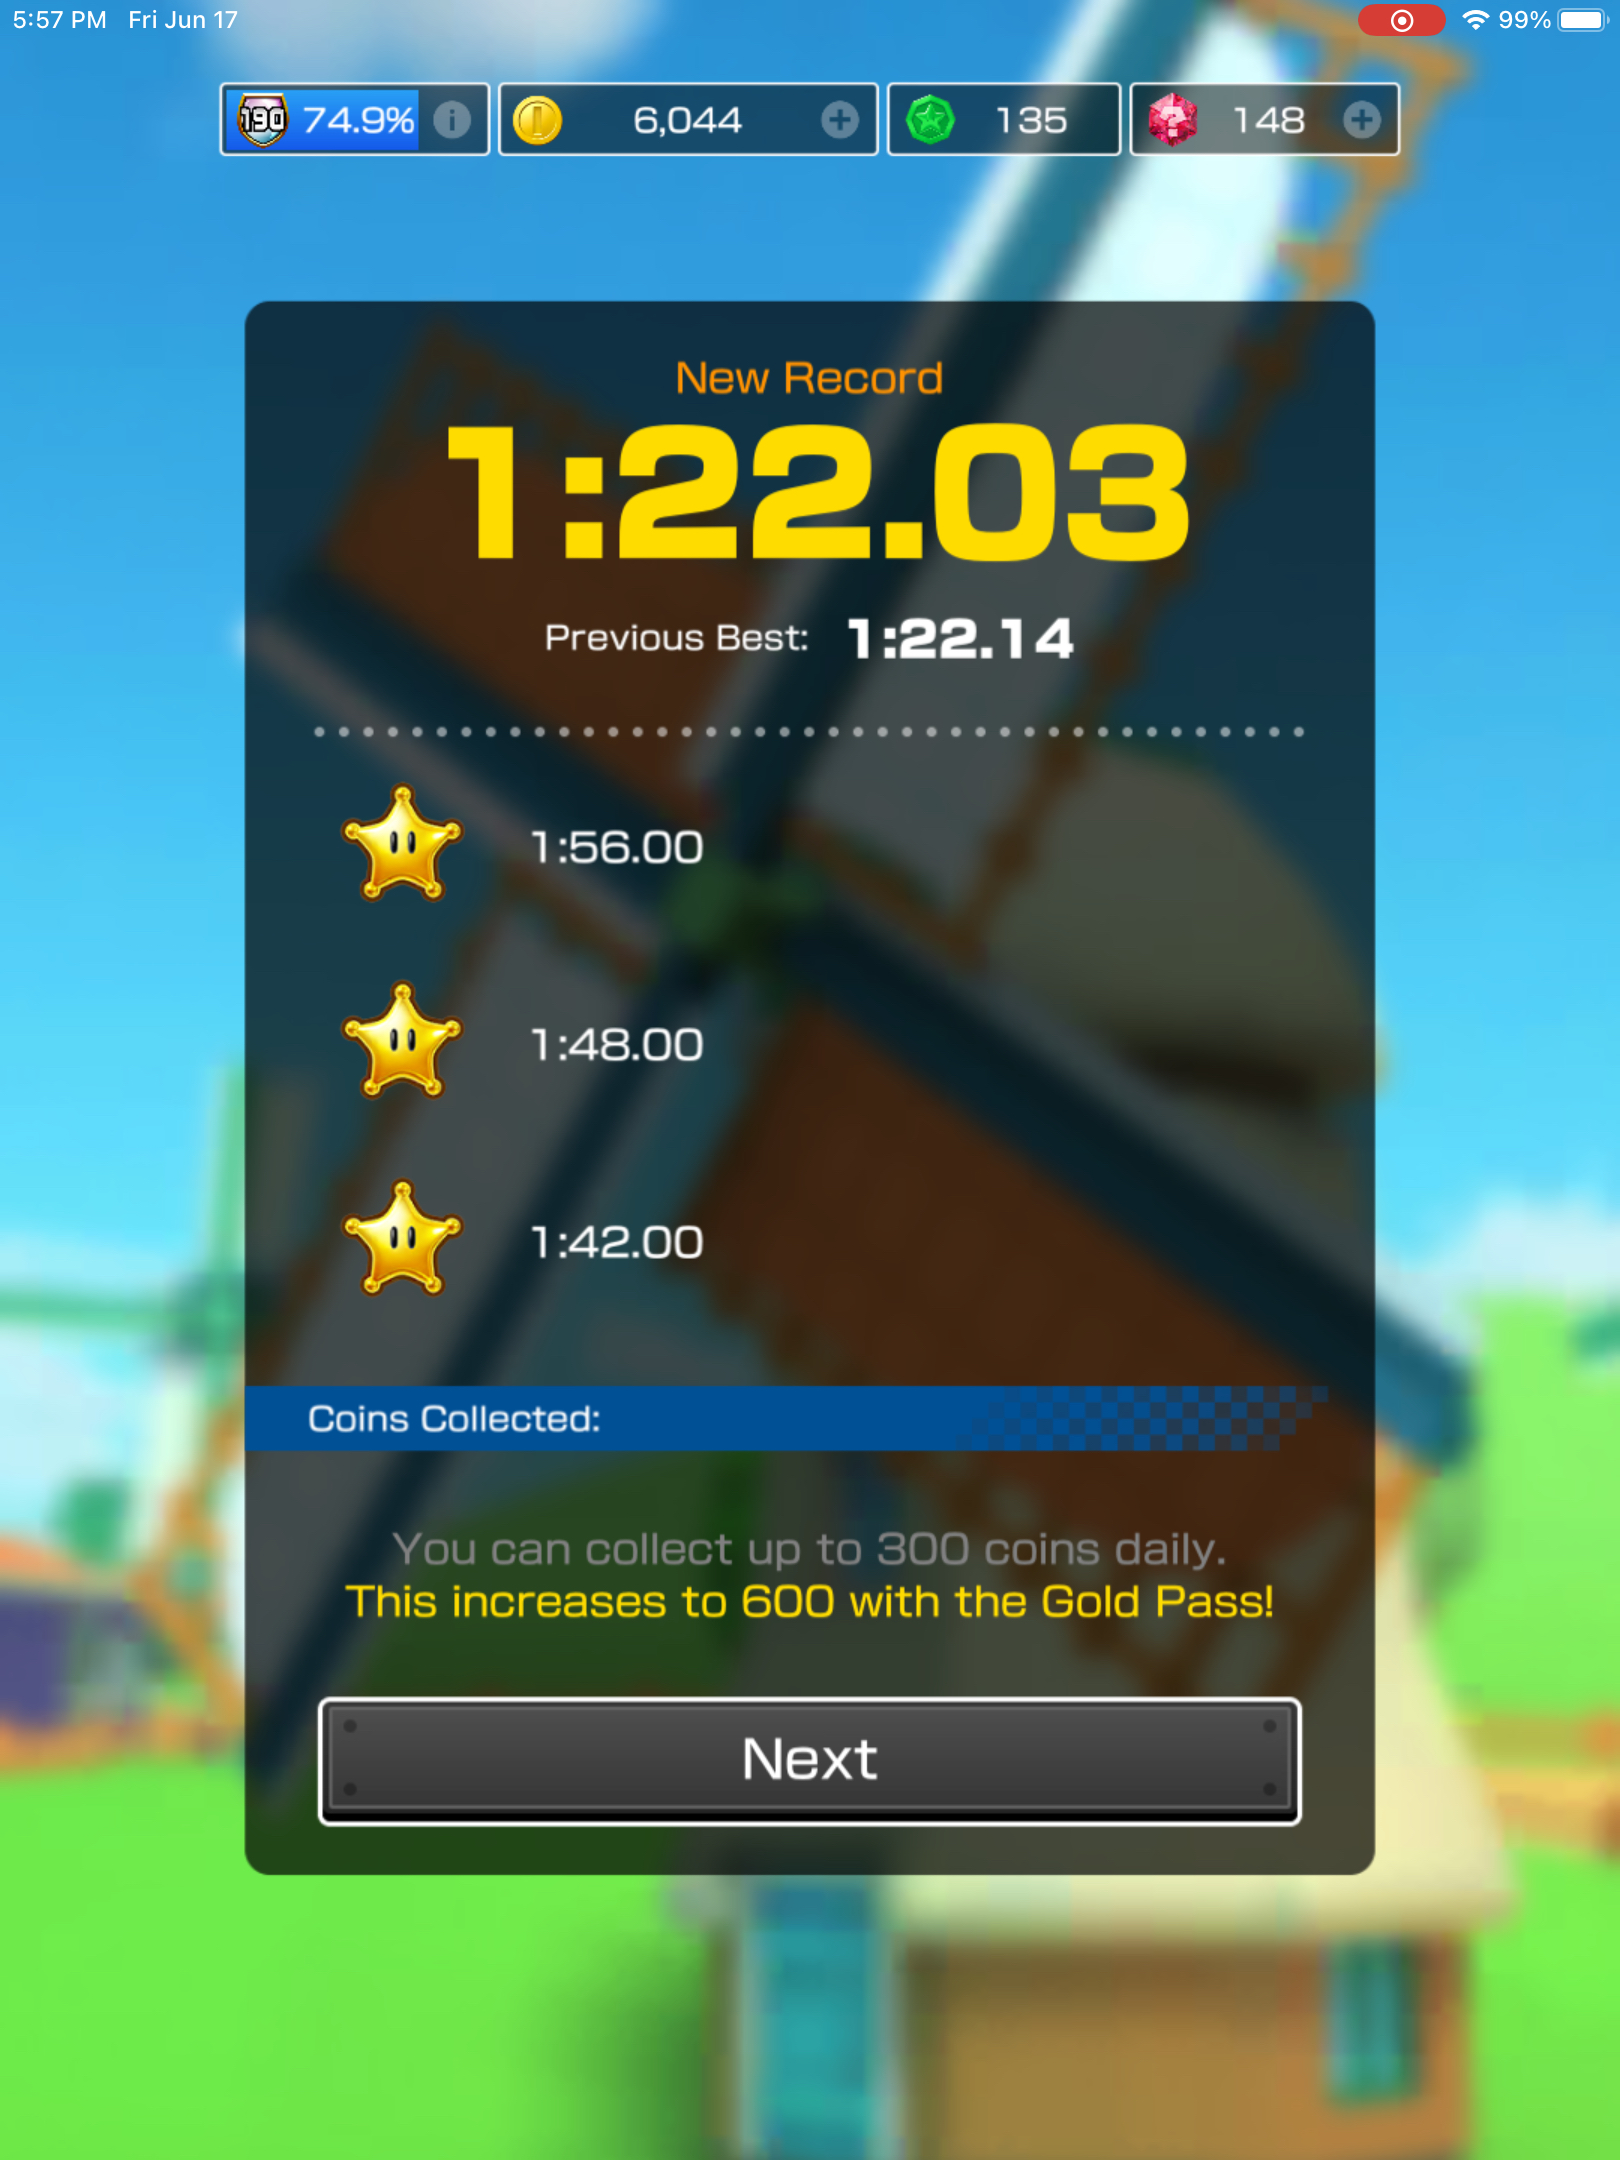 5:57 PM Fri Jun 17 99%
190 74.9% i 6,044 + 135 ? 148 +
New Record
1:22.03
Previous Best: 1:22.14
1:56.00
1:48.00
1:42.00
Coins Collected:
You can collect up to 300 coins daily.
This increases to 600 with the Gold Pass!
Next